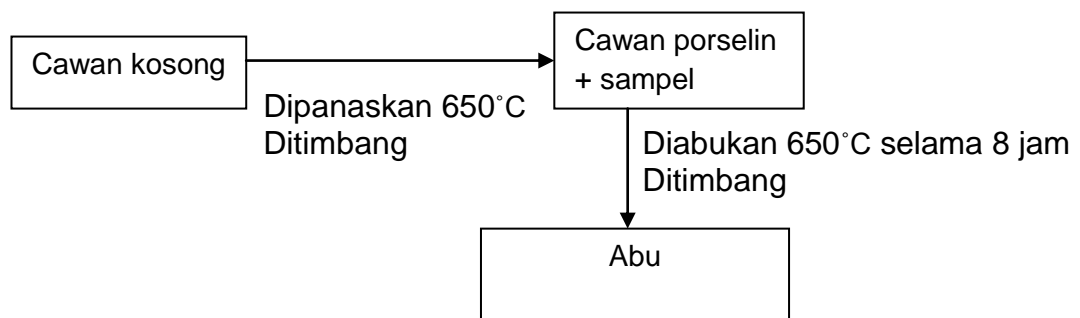 Cawan kosong
Dipanaskan 650˚C
Ditimbang
Cawan porselin
+ sampel
Diabukan 650˚C selama 8 jam
Ditimbang
Abu